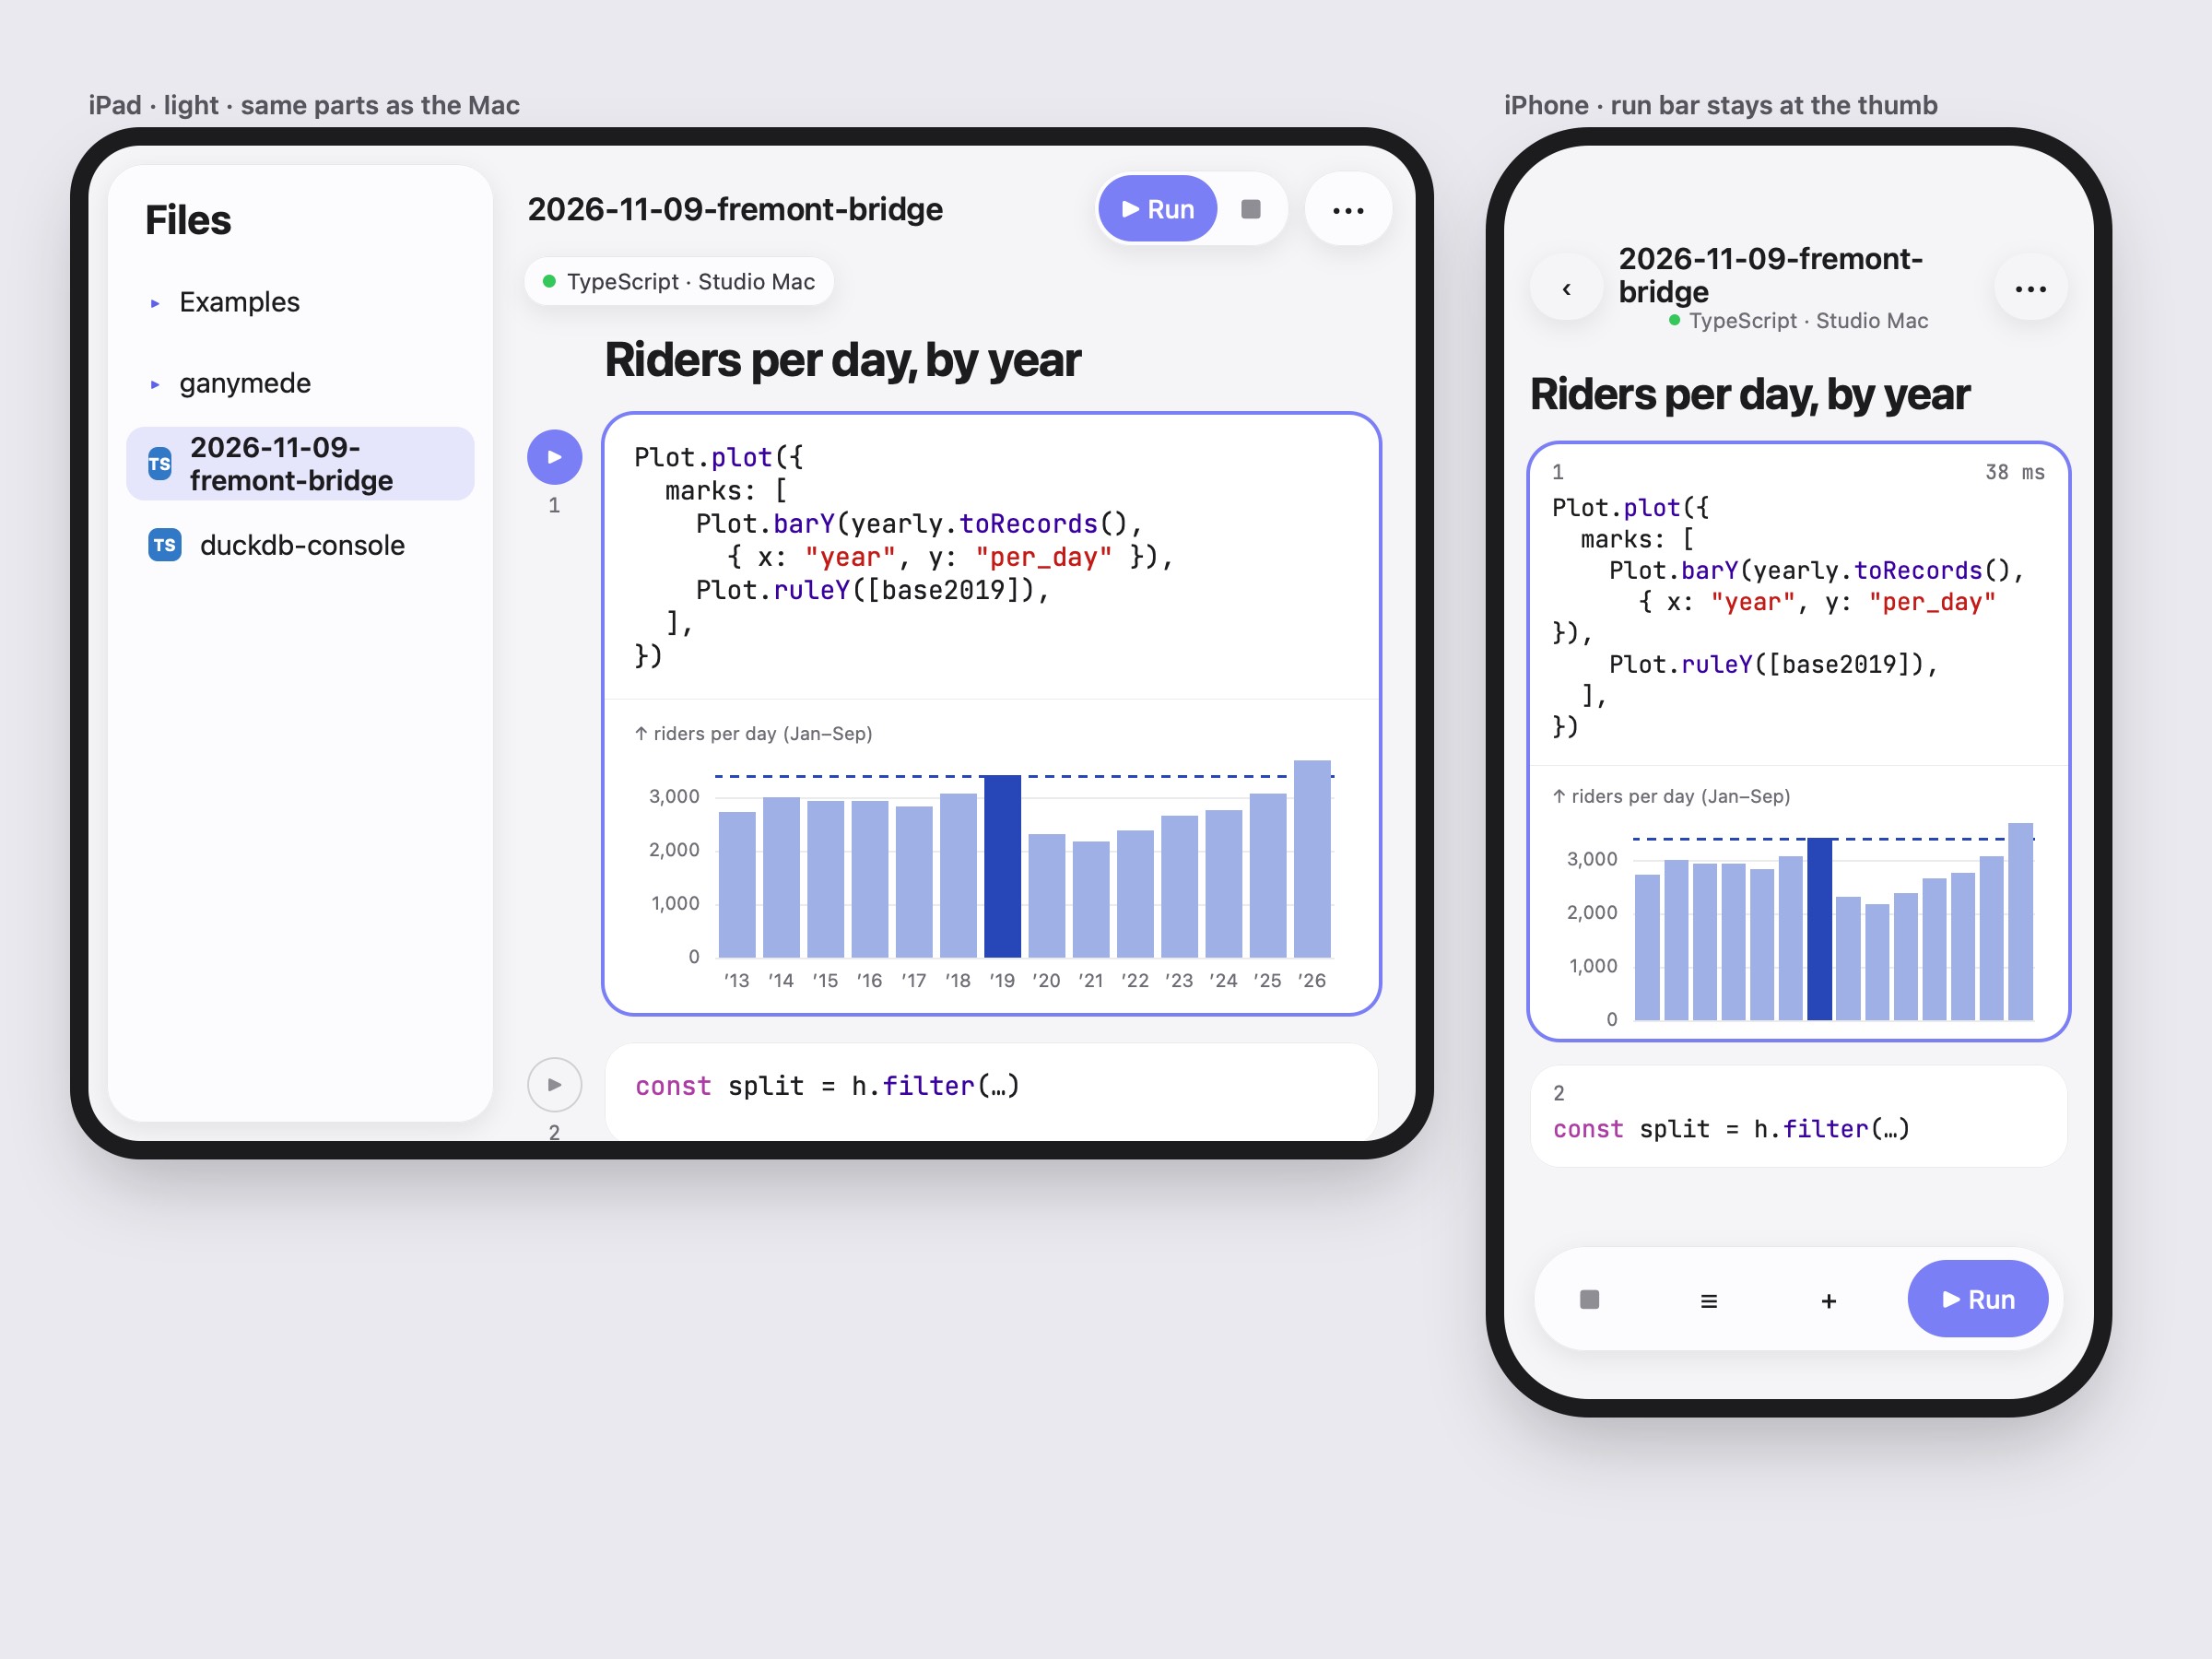 iPad · light · same parts as the Mac
Files
▸ Examples
▸ ganymede
TS 2026-11-09-
fremont-bridge
TS duckdb-console
2026-11-09-fremont-bridge
▶ Run
TypeScript · Studio Mac
Riders per day, by year
1
Plot.plot({
  marks: [
    Plot.barY(yearly.toRecords(),
      { x: "year", y: "per_day" }),
    Plot.ruleY([base2019]),
  ],
})
↑ riders per day (Jan–Sep)
3,000
2,000
1,000
0
’13 ’14 ’15 ’16 ’17 ’18 ’19 ’20 ’21 ’22 ’23 ’24 ’25 ’26
2
const split = h.filter(…)
iPhone · run bar stays at the thumb
2026-11-09-fremont-
bridge
TypeScript · Studio Mac
Riders per day, by year
1 38 ms
Plot.plot({
  marks: [
    Plot.barY(yearly.toRecords(),
      { x: "year", y: "per_day"
}),
    Plot.ruleY([base2019]),
  ],
})
↑ riders per day (Jan–Sep)
3,000
2,000
1,000
0
2
const split = h.filter(…)
▶ Run